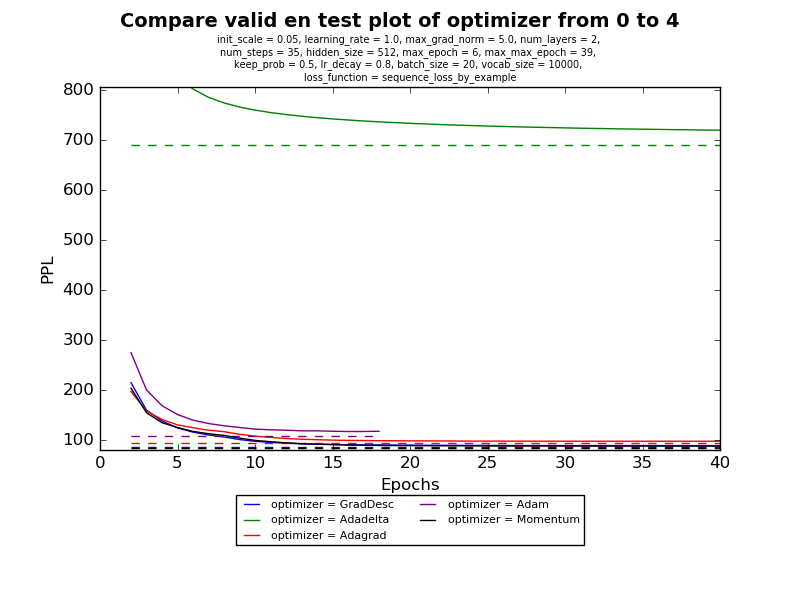 Compare valid en test plot of optimizer from 0 to 4
init_scale = 0.05, learning_rate = 1.0, max_grad_norm = 5.0, num_layers = 2,
num_steps = 35, hidden_size = 512, max_epoch = 6, max_max_epoch = 39,
keep_prob = 0.5, lr_decay = 0.8, batch_size = 20, vocab_size = 10000,
loss_function = sequence_loss_by_example
800
700
600
500
400
300
200
100
PPL
0 5 10 15 20 25 30 35 40
Epochs
optimizer = GradDesc
optimizer = Adadelta
optimizer = Adagrad
optimizer = Adam
optimizer = Momentum